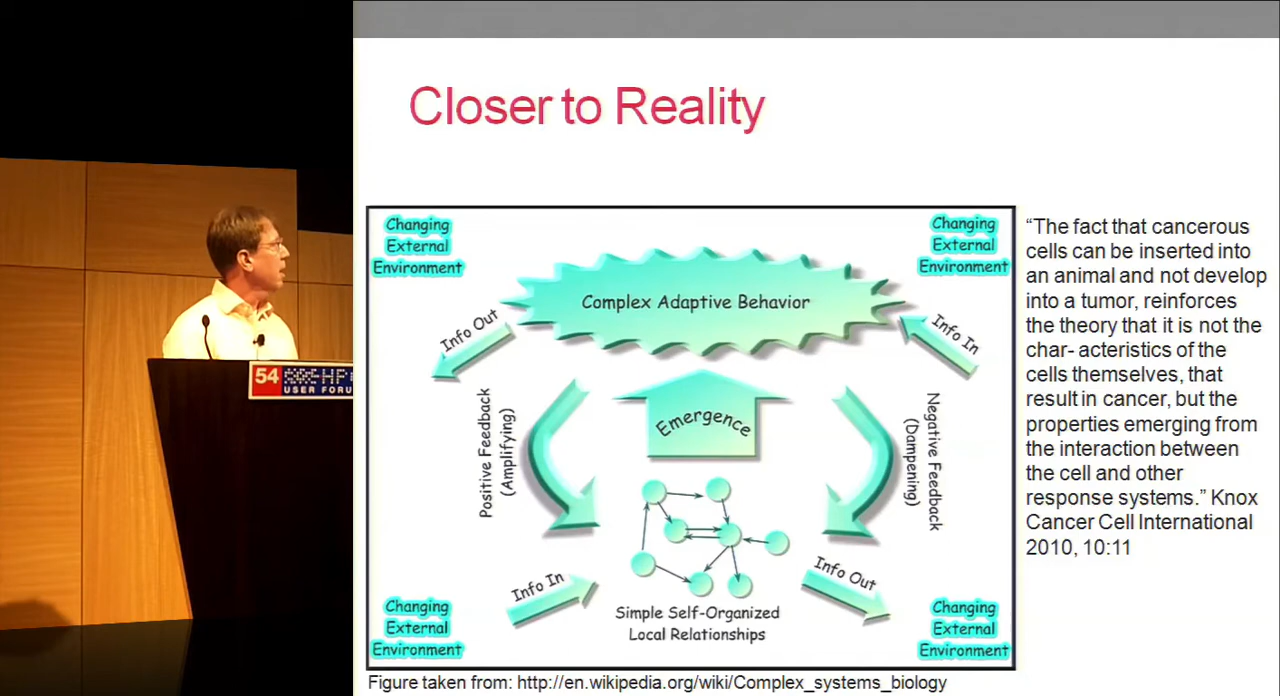 Closer to Reality
Changing
External
Environment
Changing
External
Environment
Complex Adaptive Behavior
Info Out
Info In
Positive Feedback
(Amplifying)
Emergence
Negative Feedback
(Dampening)
Info In
Info Out
Simple Self-Organized
Local Relationships
Changing
External
Environment
Changing
External
Environment
Figure taken from: http://en.wikipedia.org/wiki/Complex_systems_biology
“The fact that cancerous
cells can be inserted into
an animal and not develop
into a tumor, reinforces
the theory that it is not the
char- acteristics of the
cells themselves, that
result in cancer, but the
properties emerging from
the interaction between
the cell and other
response systems.” Knox
Cancer Cell International
2010, 10:11
54
USER FORU